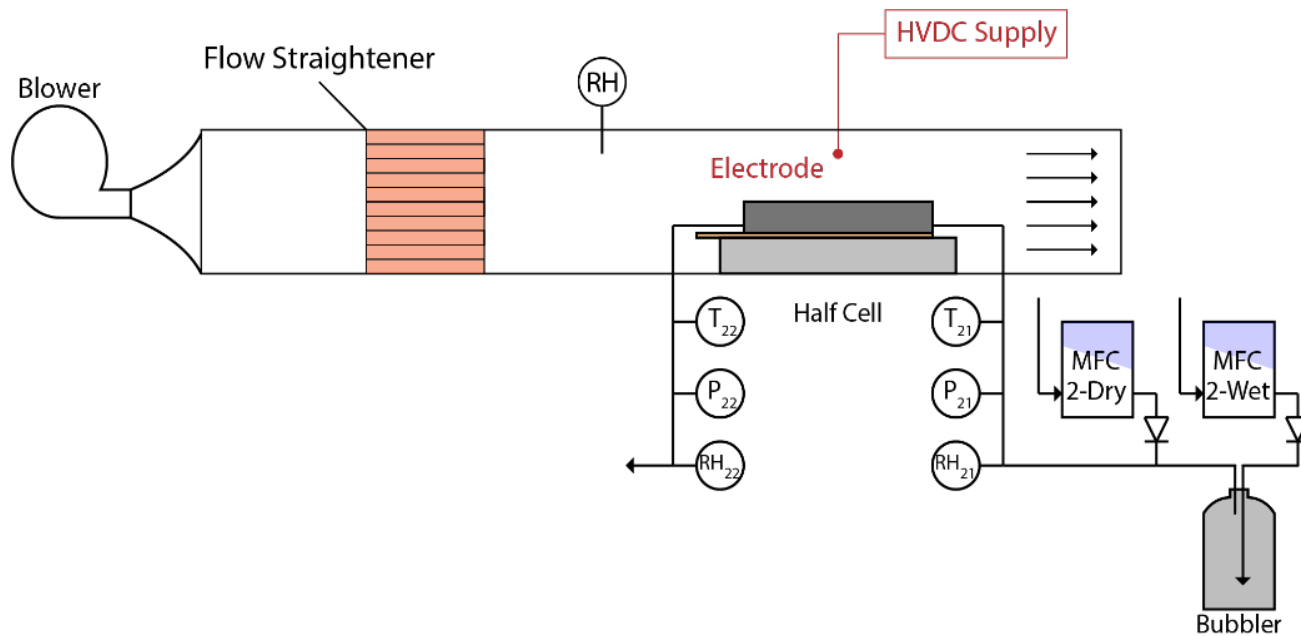 HVDC Supply
Flow Straightener
Blower
RH
Electrode
T22
Half Cell
T21
MFC
2-Dry
MFC
2-Wet
P22
P21
RH22
RH21
Bubbler